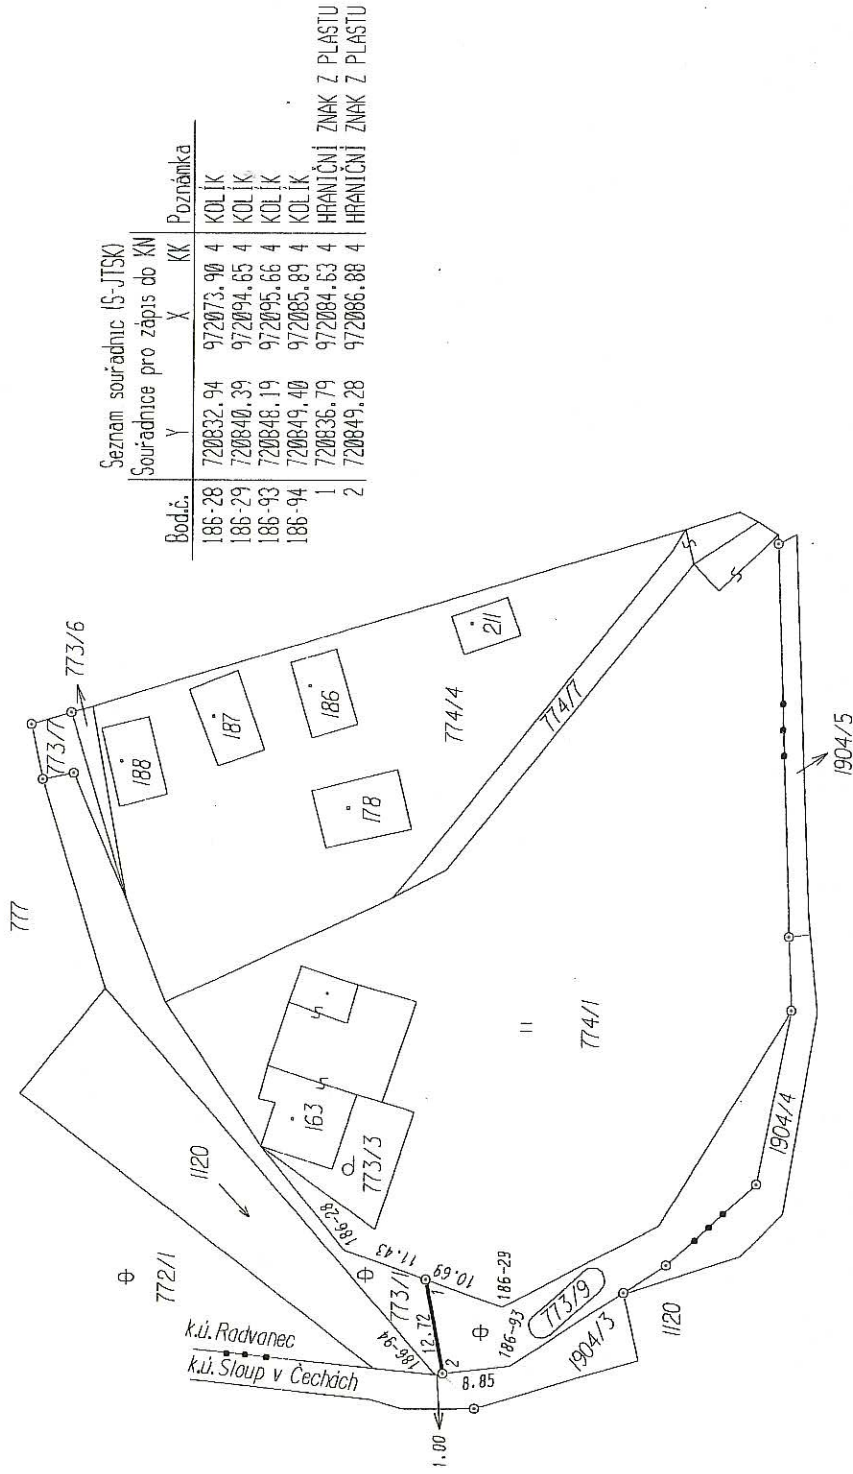 Seznam souřadnic (S-JTSK)
Souřadnice pro zápis do KN
Bod.č. Y X KK Poznámka
186-28 720832.94 972073.90 4 KOLÍK
186-29 720840.39 972094.65 4 KOLÍK
186-93 720848.19 972095.66 4 KOLÍK
186-94 720849.40 972085.89 4 KOLÍK
1 720836.79 972084.63 4 HRANIČNÍ ZNAK Z PLASTU
2 720849.28 972086.88 4 HRANIČNÍ ZNAK Z PLASTU
777
773/7
773/6
188
187
186
211
178
774/4
774/7
1120
772/1
163
773/3
774/1
186-28
11.43
773/1
10.69
1
186-29
12.72
186-94
2
186-93
773/9
8.85
1.00
k.ú. Radvanec
k.ú. Sloup v Čechách
1904/3
1120
1904/4
1904/5